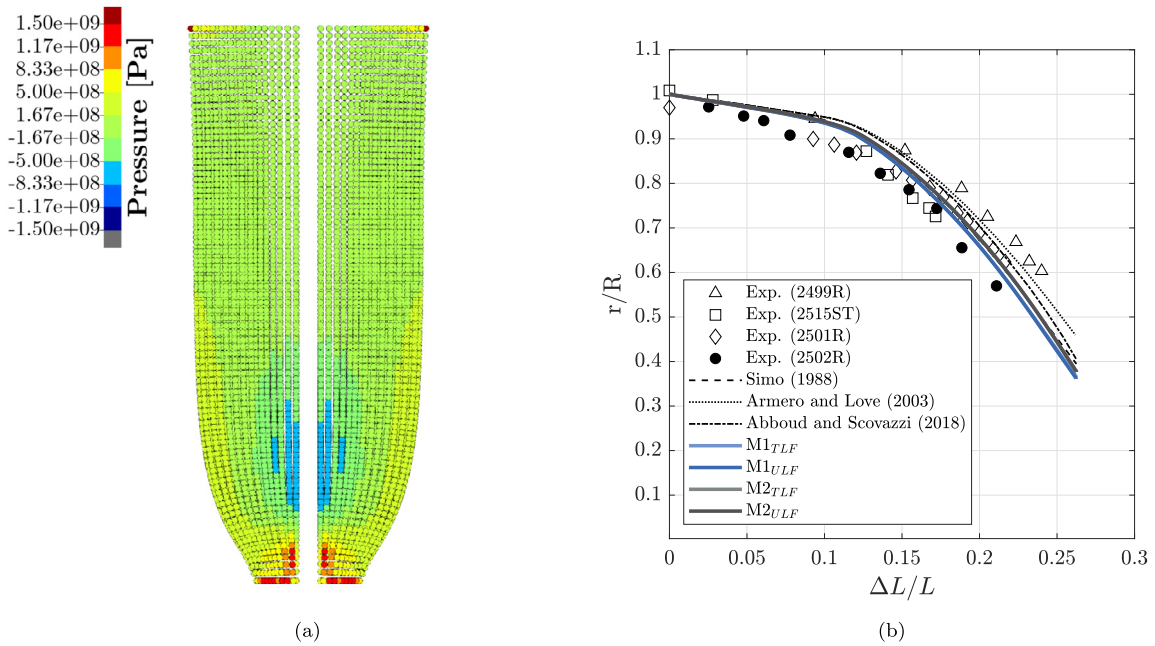 1.50e+09
1.17e+09
8.33e+08
5.00e+08
1.67e+08
-1.67e+08
-5.00e+08
-8.33e+08
-1.17e+09
-1.50e+09
Pressure [Pa]
(a)
1.1
1
0.9
0.8
0.7
0.6
0.5
0.4
0.3
0.2
0.1
r/R
Exp. (2499R)
Exp. (2515ST)
Exp. (2501R)
Exp. (2502R)
Simo (1988)
Armero and Love (2003)
Abboud and Scovazzi (2018)
M1TLF
M1ULF
M2TLF
M2ULF
0 0.05 0.1 0.15 0.2 0.25 0.3
ΔL/L
(b)